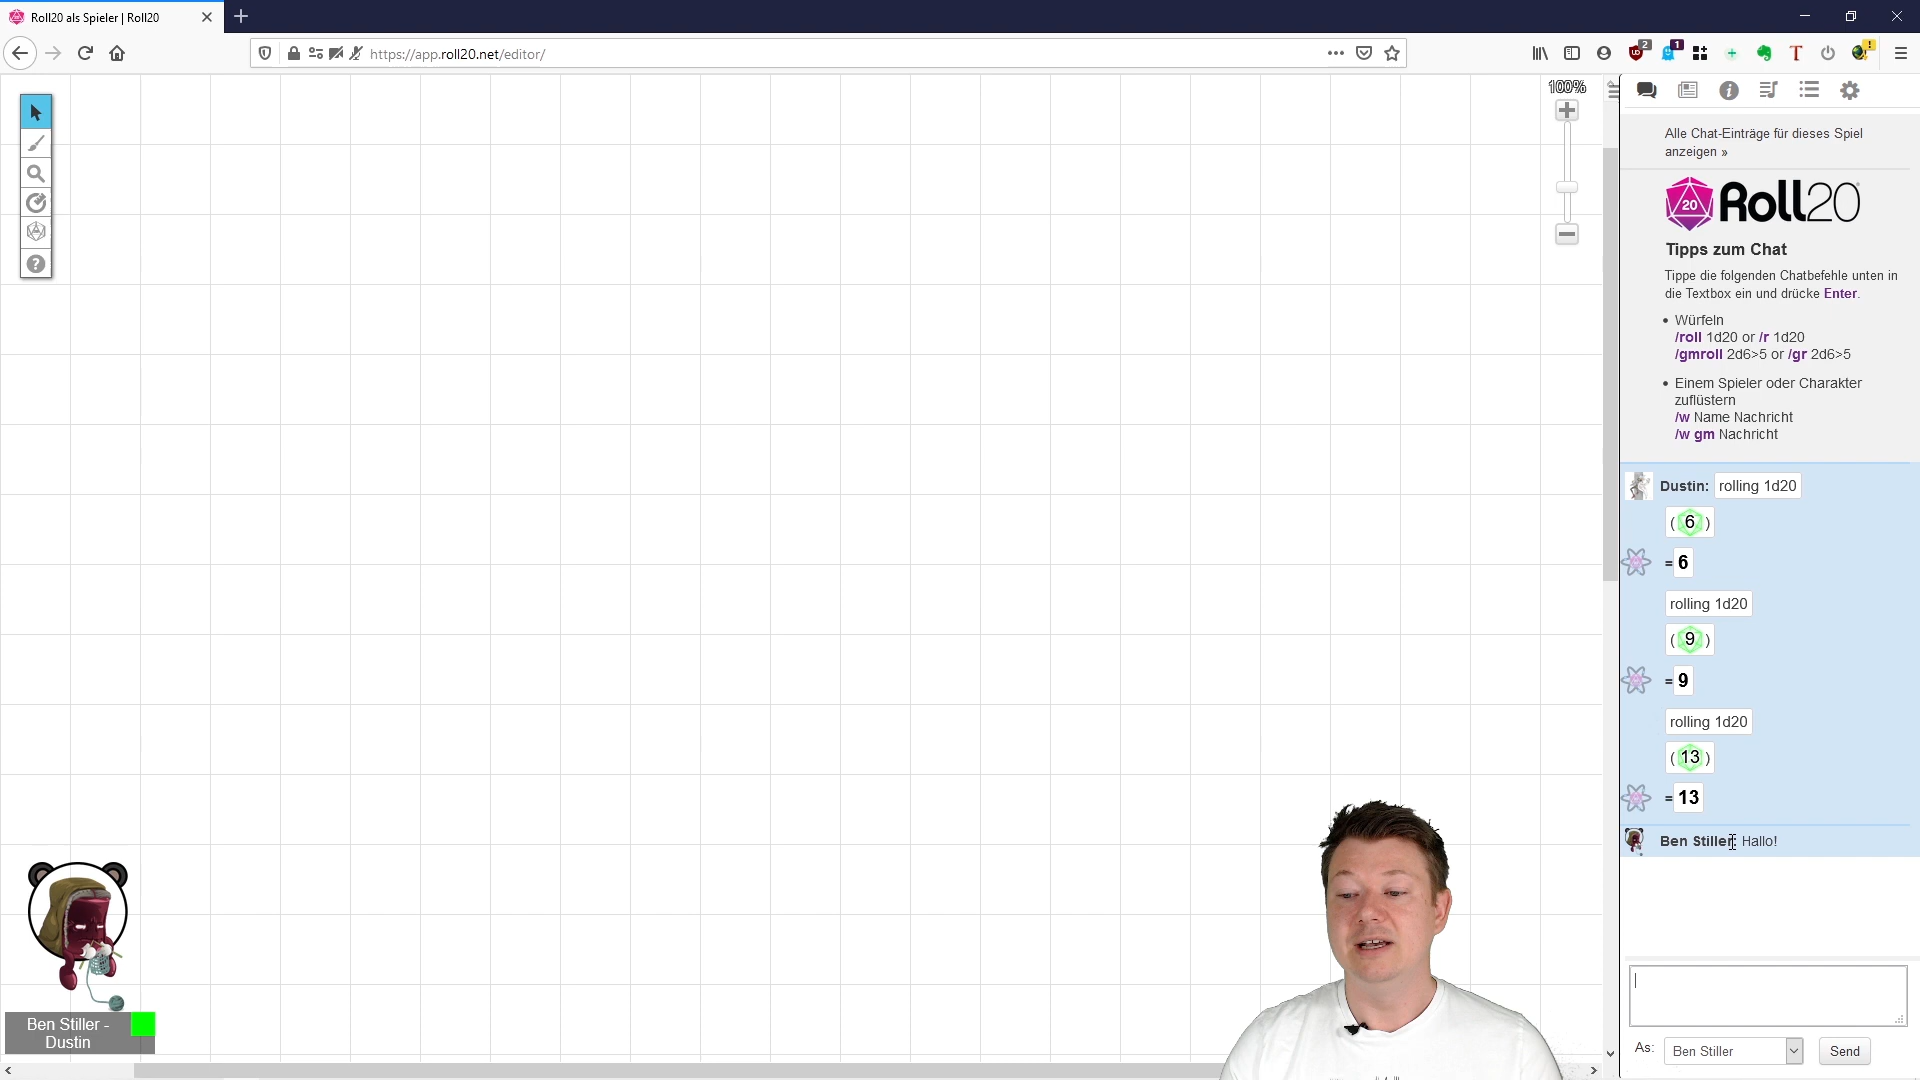 Roll20 als Spieler | Roll20
https://app.roll20.net/editor/
2
1
T
!
100%
Alle Chat-Einträge für dieses Spiel
anzeigen »
20 Roll20
Tipps zum Chat
Tippe die folgenden Chatbefehle unten in
die Textbox ein und drücke Enter.
• Würfeln
/roll 1d20 or /r 1d20
/gmroll 2d6>5 or /gr 2d6>5
• Einem Spieler oder Charakter
zuflüstern
/w Name Nachricht
/w gm Nachricht
Dustin: rolling 1d20
(6)
=6
rolling 1d20
(9)
=9
rolling 1d20
(13)
=13
Ben Stiller: Hallo!
Ben Stiller -
Dustin
As: Ben Stiller Send